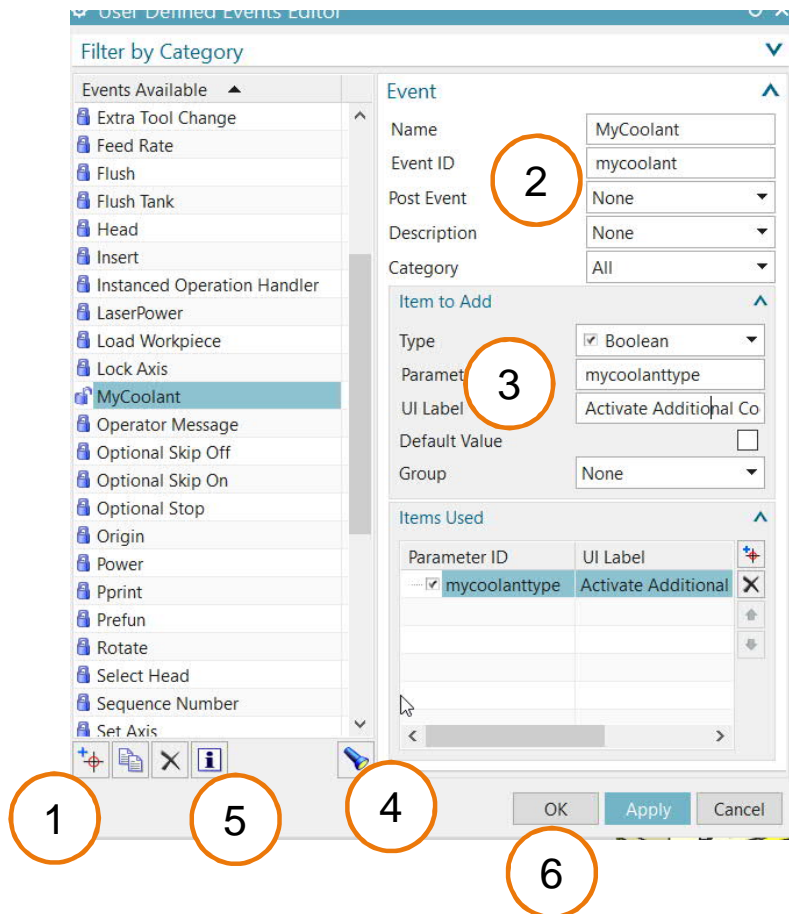 User Defined Events Editor
Filter by Category
Events Available
Extra Tool Change
Feed Rate
Flush
Flush Tank
Head
Insert
Instanced Operation Handler
LaserPower
Load Workpiece
Lock Axis
MyCoolant
Operator Message
Optional Skip Off
Optional Skip On
Optional Stop
Origin
Power
Pprint
Prefun
Rotate
Select Head
Sequence Number
Set Axis
Event
Name MyCoolant
Event ID mycoolant
2
Post Event None
Description None
Category All
Item to Add
Type Boolean
Paramet mycoolanttype
3
UI Label Activate Additional Co
Default Value
Group None
Items Used
Parameter ID UI Label
mycoolanttype Activate Additional
1
5
4
OK Apply Cancel
6